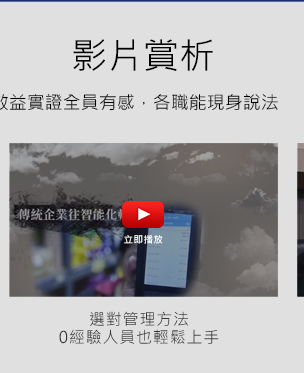 影片賞析
效益實證全員有感，各職能現身說法
傳統企業往智能化
立即播放
選對管理方法
0經驗人員也輕鬆上手